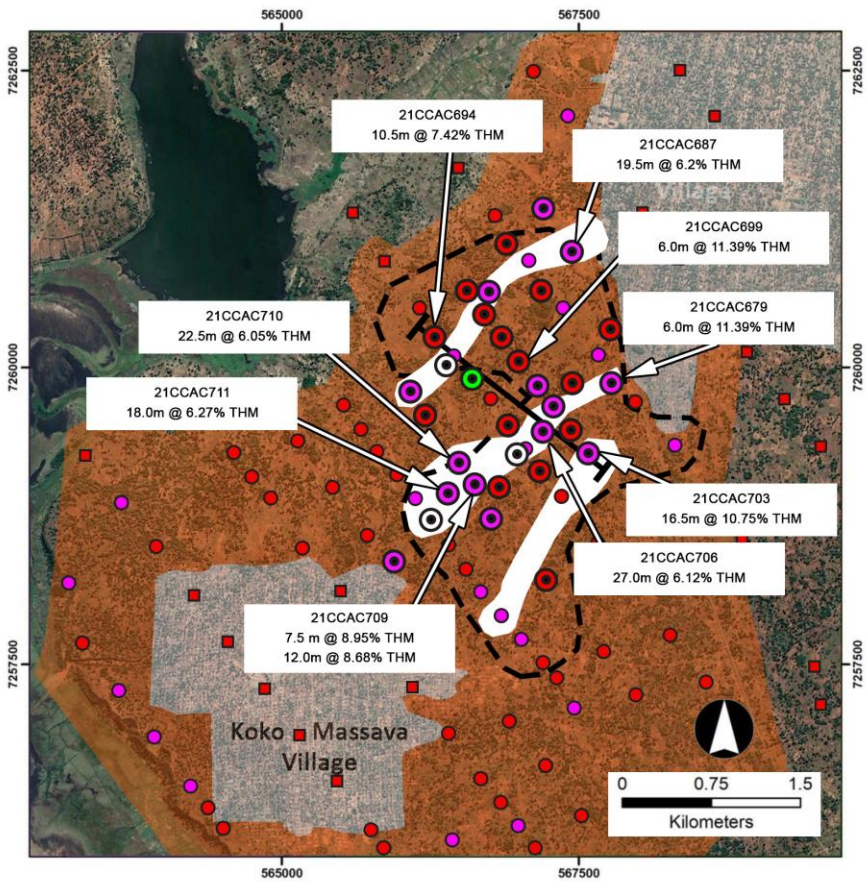 565000
567500
7262500
7262500
21CCAC694
10.5m @ 7.42% THM
21CCAC687
19.5m @ 6.2% THM
Village
21CCAC699
6.0m @ 11.39% THM
21CCAC710
22.5m @ 6.05% THM
21CCAC679
6.0m @ 11.39% THM
7260000
7260000
21CCAC711
18.0m @ 6.27% THM
21CCAC703
16.5m @ 10.75% THM
21CCAC706
27.0m @ 6.12% THM
21CCAC709
7.5 m @ 8.95% THM
12.0m @ 8.68% THM
7257500
7257500
Koko Massava
Village
0 0.75 1.5
Kilometers
565000
567500